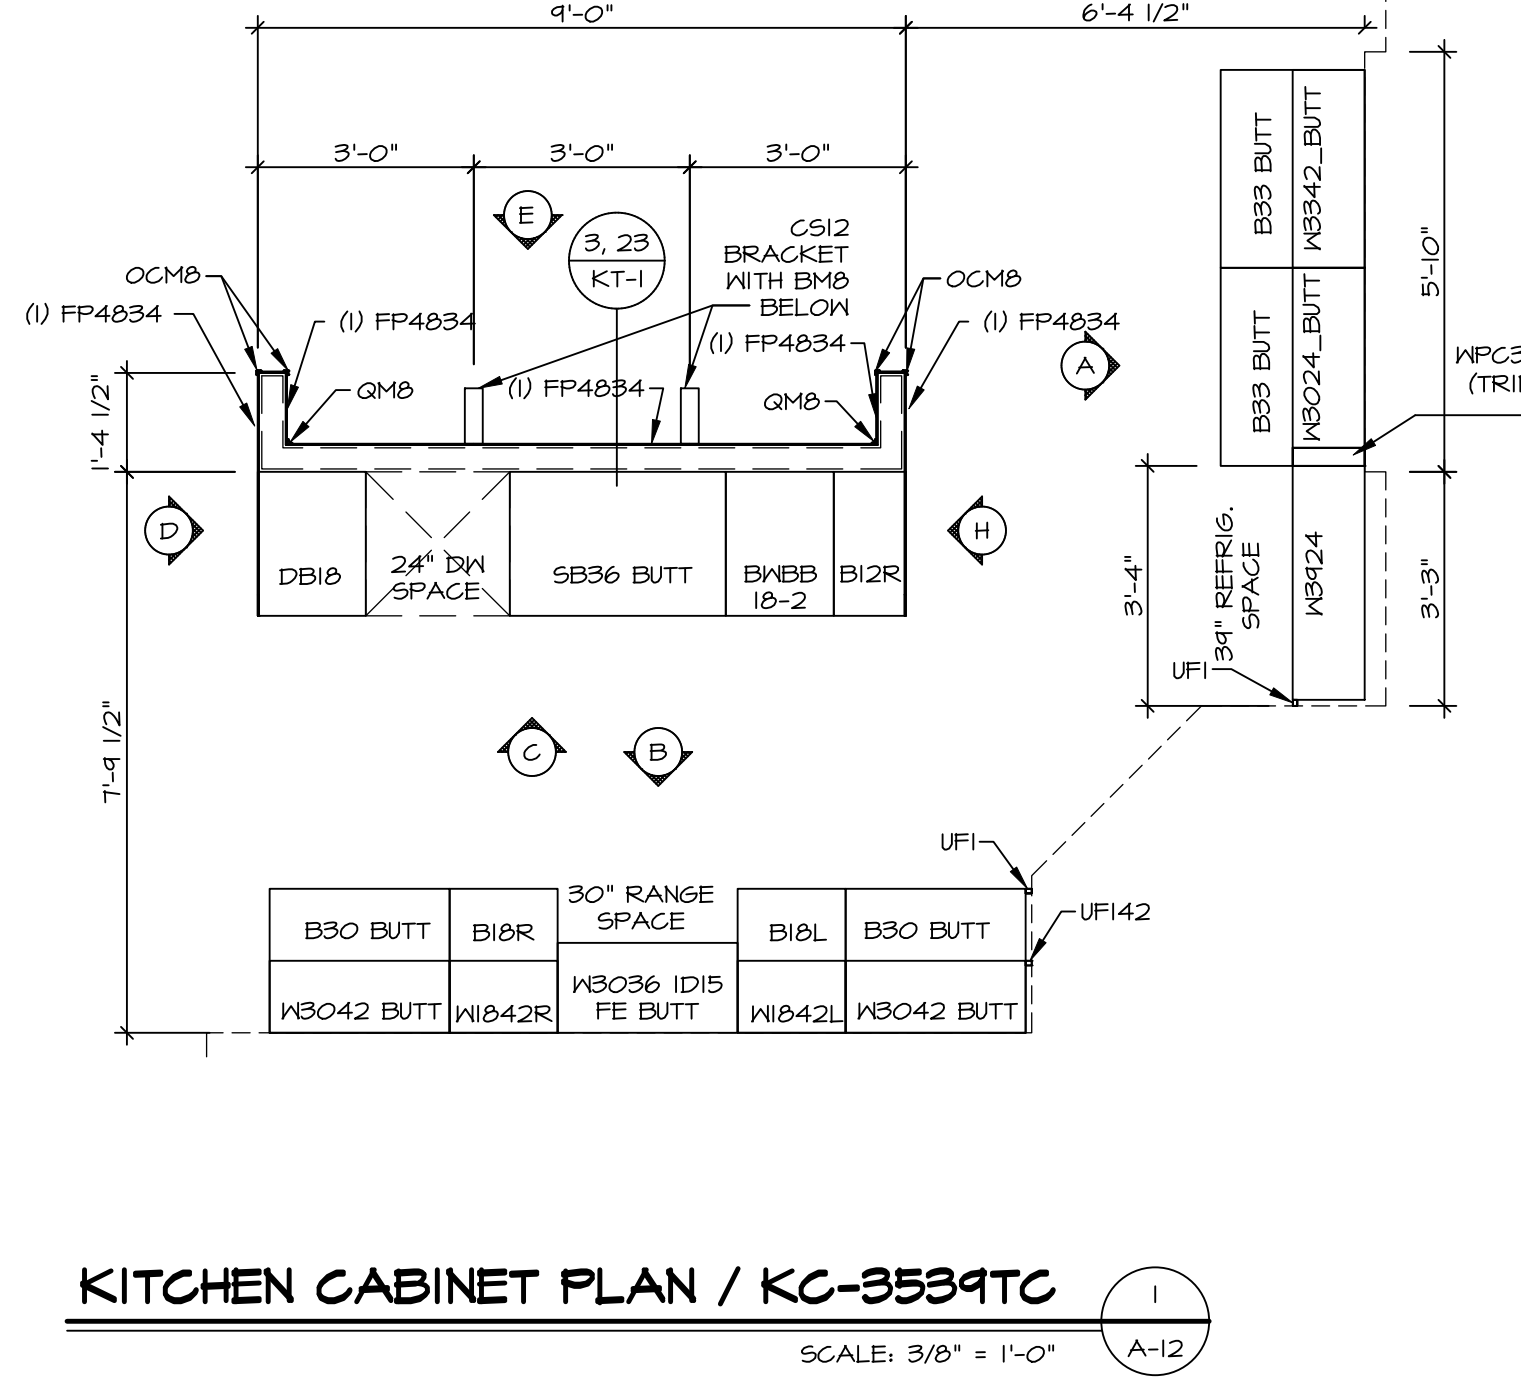 9'-0"
6'-4 1/2"
3'-0"
3'-0"
3'-0"
E
3, 23
KT-1
CS12
BRACKET
WITH BM8
BELOW
OCM8
(1) FP4834
(1) FP4834
OCM8
(1) FP4834
(1) FP4834
(1) FP4834
QM8
QM8
A
1'-4 1/2"
B33 BUTT
W3342_BUTT
B33 BUTT
W3024_BUTT
5'-10"
WPC3
(TRI
D
DB18
24" DW
SPACE
SB36 BUTT
BWBB
18-2
B12R
H
3'-4"
39" REFRIG.
SPACE
W3924
3'-3"
UF1
7'-9 1/2"
C
B
UF1
UF142
B30 BUTT
B18R
30" RANGE
SPACE
B18L
B30 BUTT
W3042 BUTT
W1842R
W3036 1D15
FE BUTT
W1842L
W3042 BUTT
KITCHEN CABINET PLAN / KC-3539TC
1
A-12
SCALE: 3/8" = 1'-0"